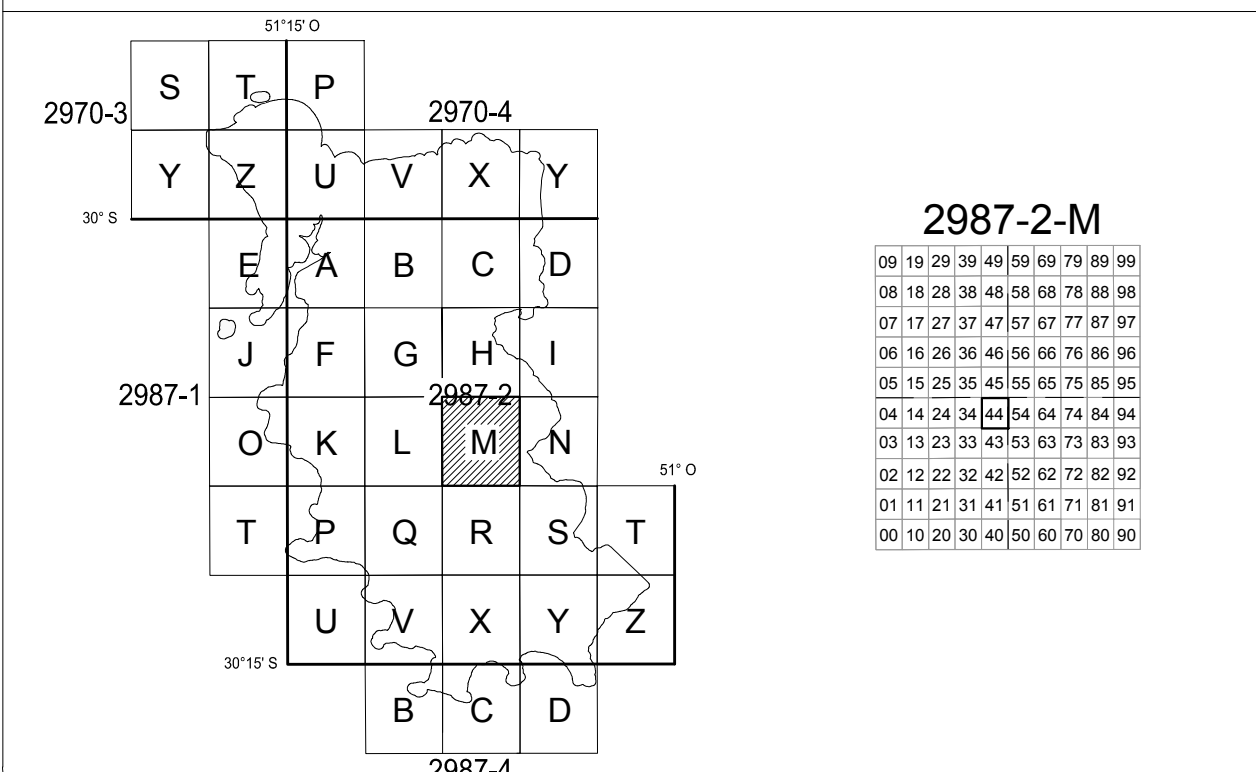 51°15' O
S T P
2970-3 2970-4
Y Z U V X Y
30° S
E A B C D
J F G H I
2987-1 2987-2
O K L M N
51° O
T P Q R S T
U V X Y Z
30°15' S
B C D
2987-4
2987-2-M
09 19 29 39 49 59 69 79 89 99
08 18 28 38 48 58 68 78 88 98
07 17 27 37 47 57 67 77 87 97
06 16 26 36 46 56 66 76 86 96
05 15 25 35 45 55 65 75 85 95
04 14 24 34 44 54 64 74 84 94
03 13 23 33 43 53 63 73 83 93
02 12 22 32 42 52 62 72 82 92
01 11 21 31 41 51 61 71 81 91
00 10 20 30 40 50 60 70 80 90